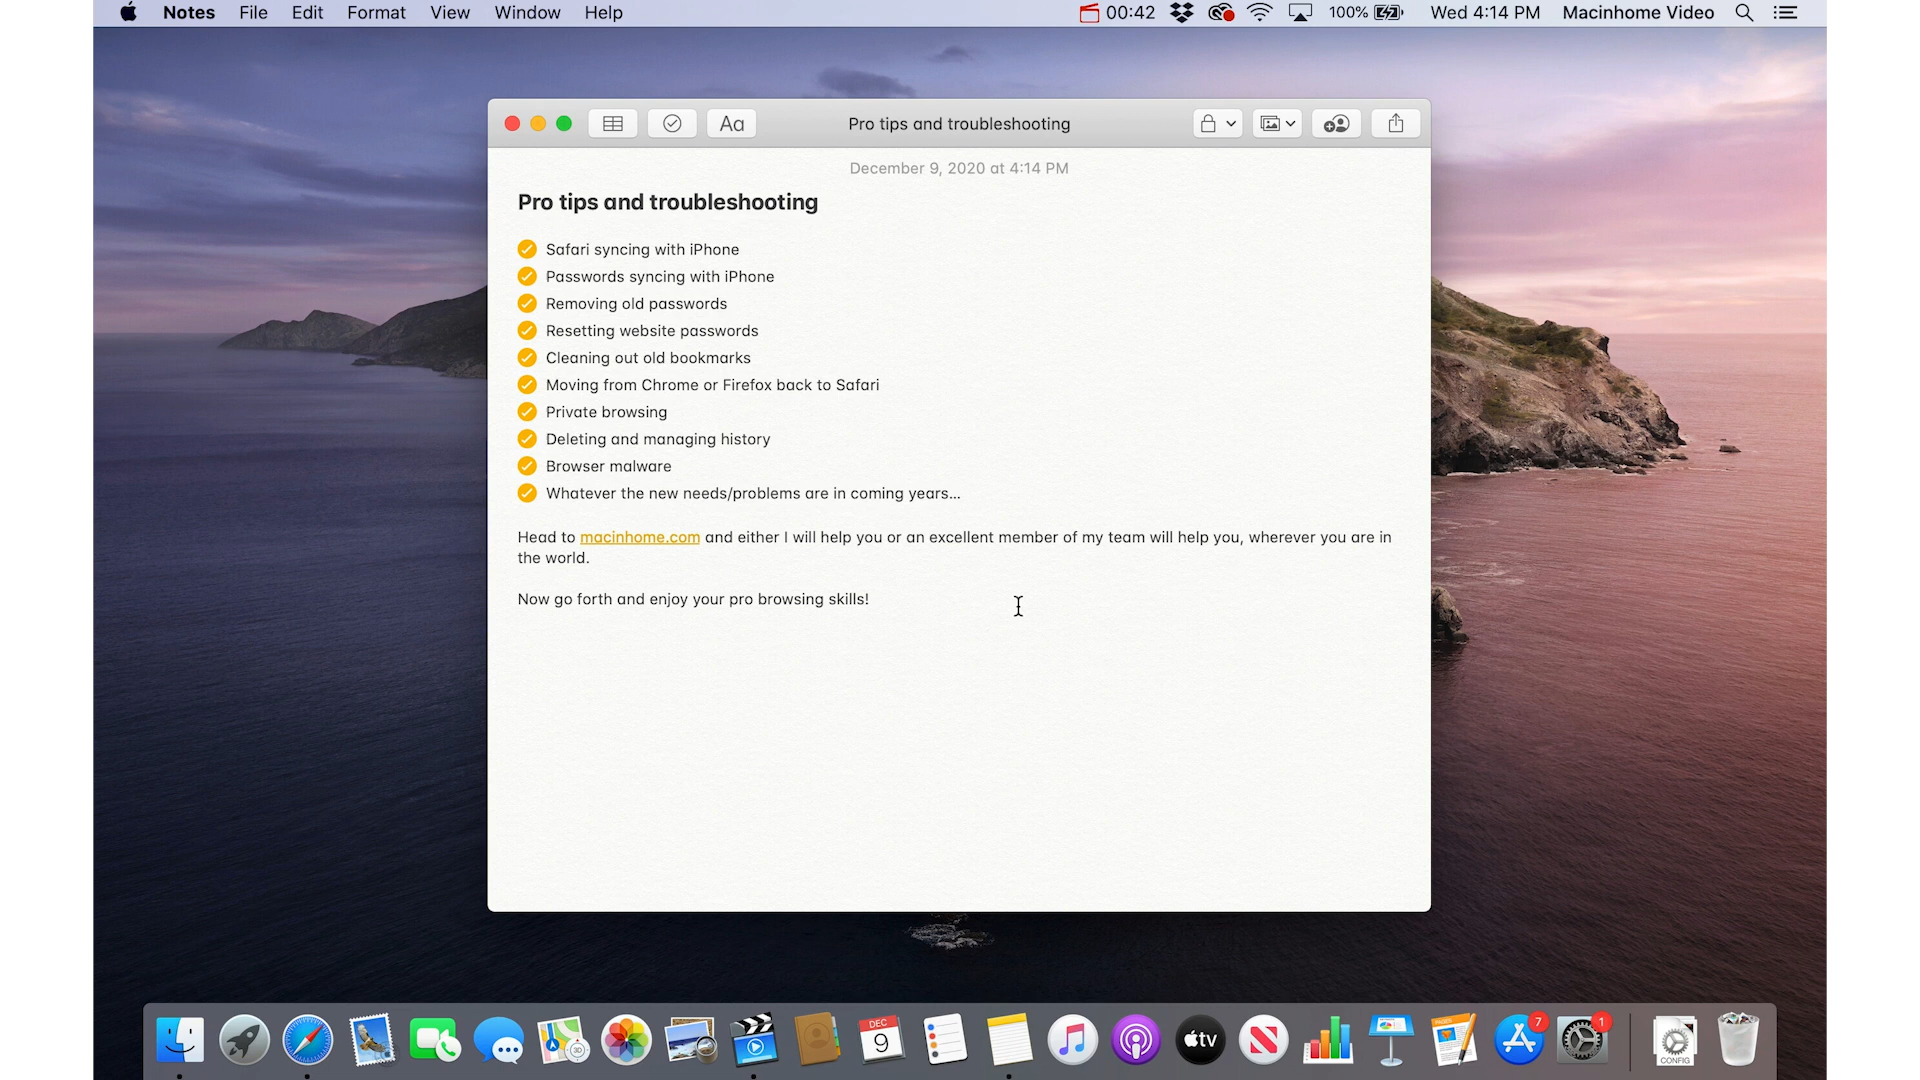 Notes File Edit Format View Window Help 00:42 100% Wed 4:14 PM Macinhome Video
Aa Pro tips and troubleshooting
December 9, 2020 at 4:14 PM
Pro tips and troubleshooting
Safari syncing with iPhone
Passwords syncing with iPhone
Removing old passwords
Resetting website passwords
Cleaning out old bookmarks
Moving from Chrome or Firefox back to Safari
Private browsing
Deleting and managing history
Browser malware
Whatever the new needs/problems are in coming years...
Head to macinhome.com and either I will help you or an excellent member of my team will help you, wherever you are in
the world.
Now go forth and enjoy your pro browsing skills!
3D DEC 9 tv PAGES 7 1 CONFIG